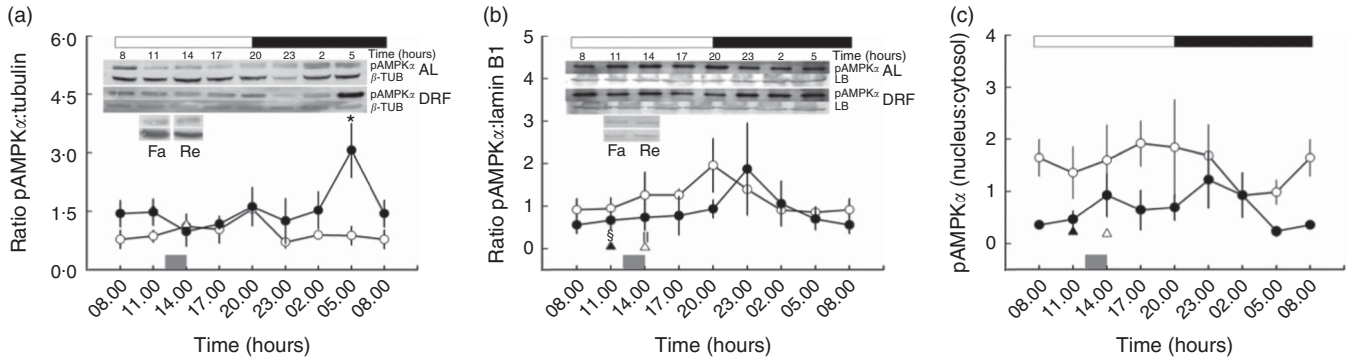 (a)
Ratio pAMPKα:tubulin
6·0
4·5
3·0
1·5
0·0
8 11 14 17 20 23 2 5 Time (hours)
pAMPKα AL
β-TUB
pAMPKα DRF
β-TUB
Fa Re
*
08.00 11.00 14.00 17.00 20.00 23.00 02.00 05.00 08.00
Time (hours)
(b)
Ratio pAMPKα:lamin B1
6
5
4
3
2
1
0
8 11 14 17 20 23 2 5 Time (hours)
pAMPKα AL
LB
pAMPKα DRF
LB
Fa Re
§ ||
08.00 11.00 14.00 17.00 20.00 23.00 02.00 05.00 08.00
Time (hours)
(c)
pAMPKα (nucleus:cytosol)
4
3
2
1
0
08.00 11.00 14.00 17.00 20.00 23.00 02.00 05.00 08.00
Time (hours)